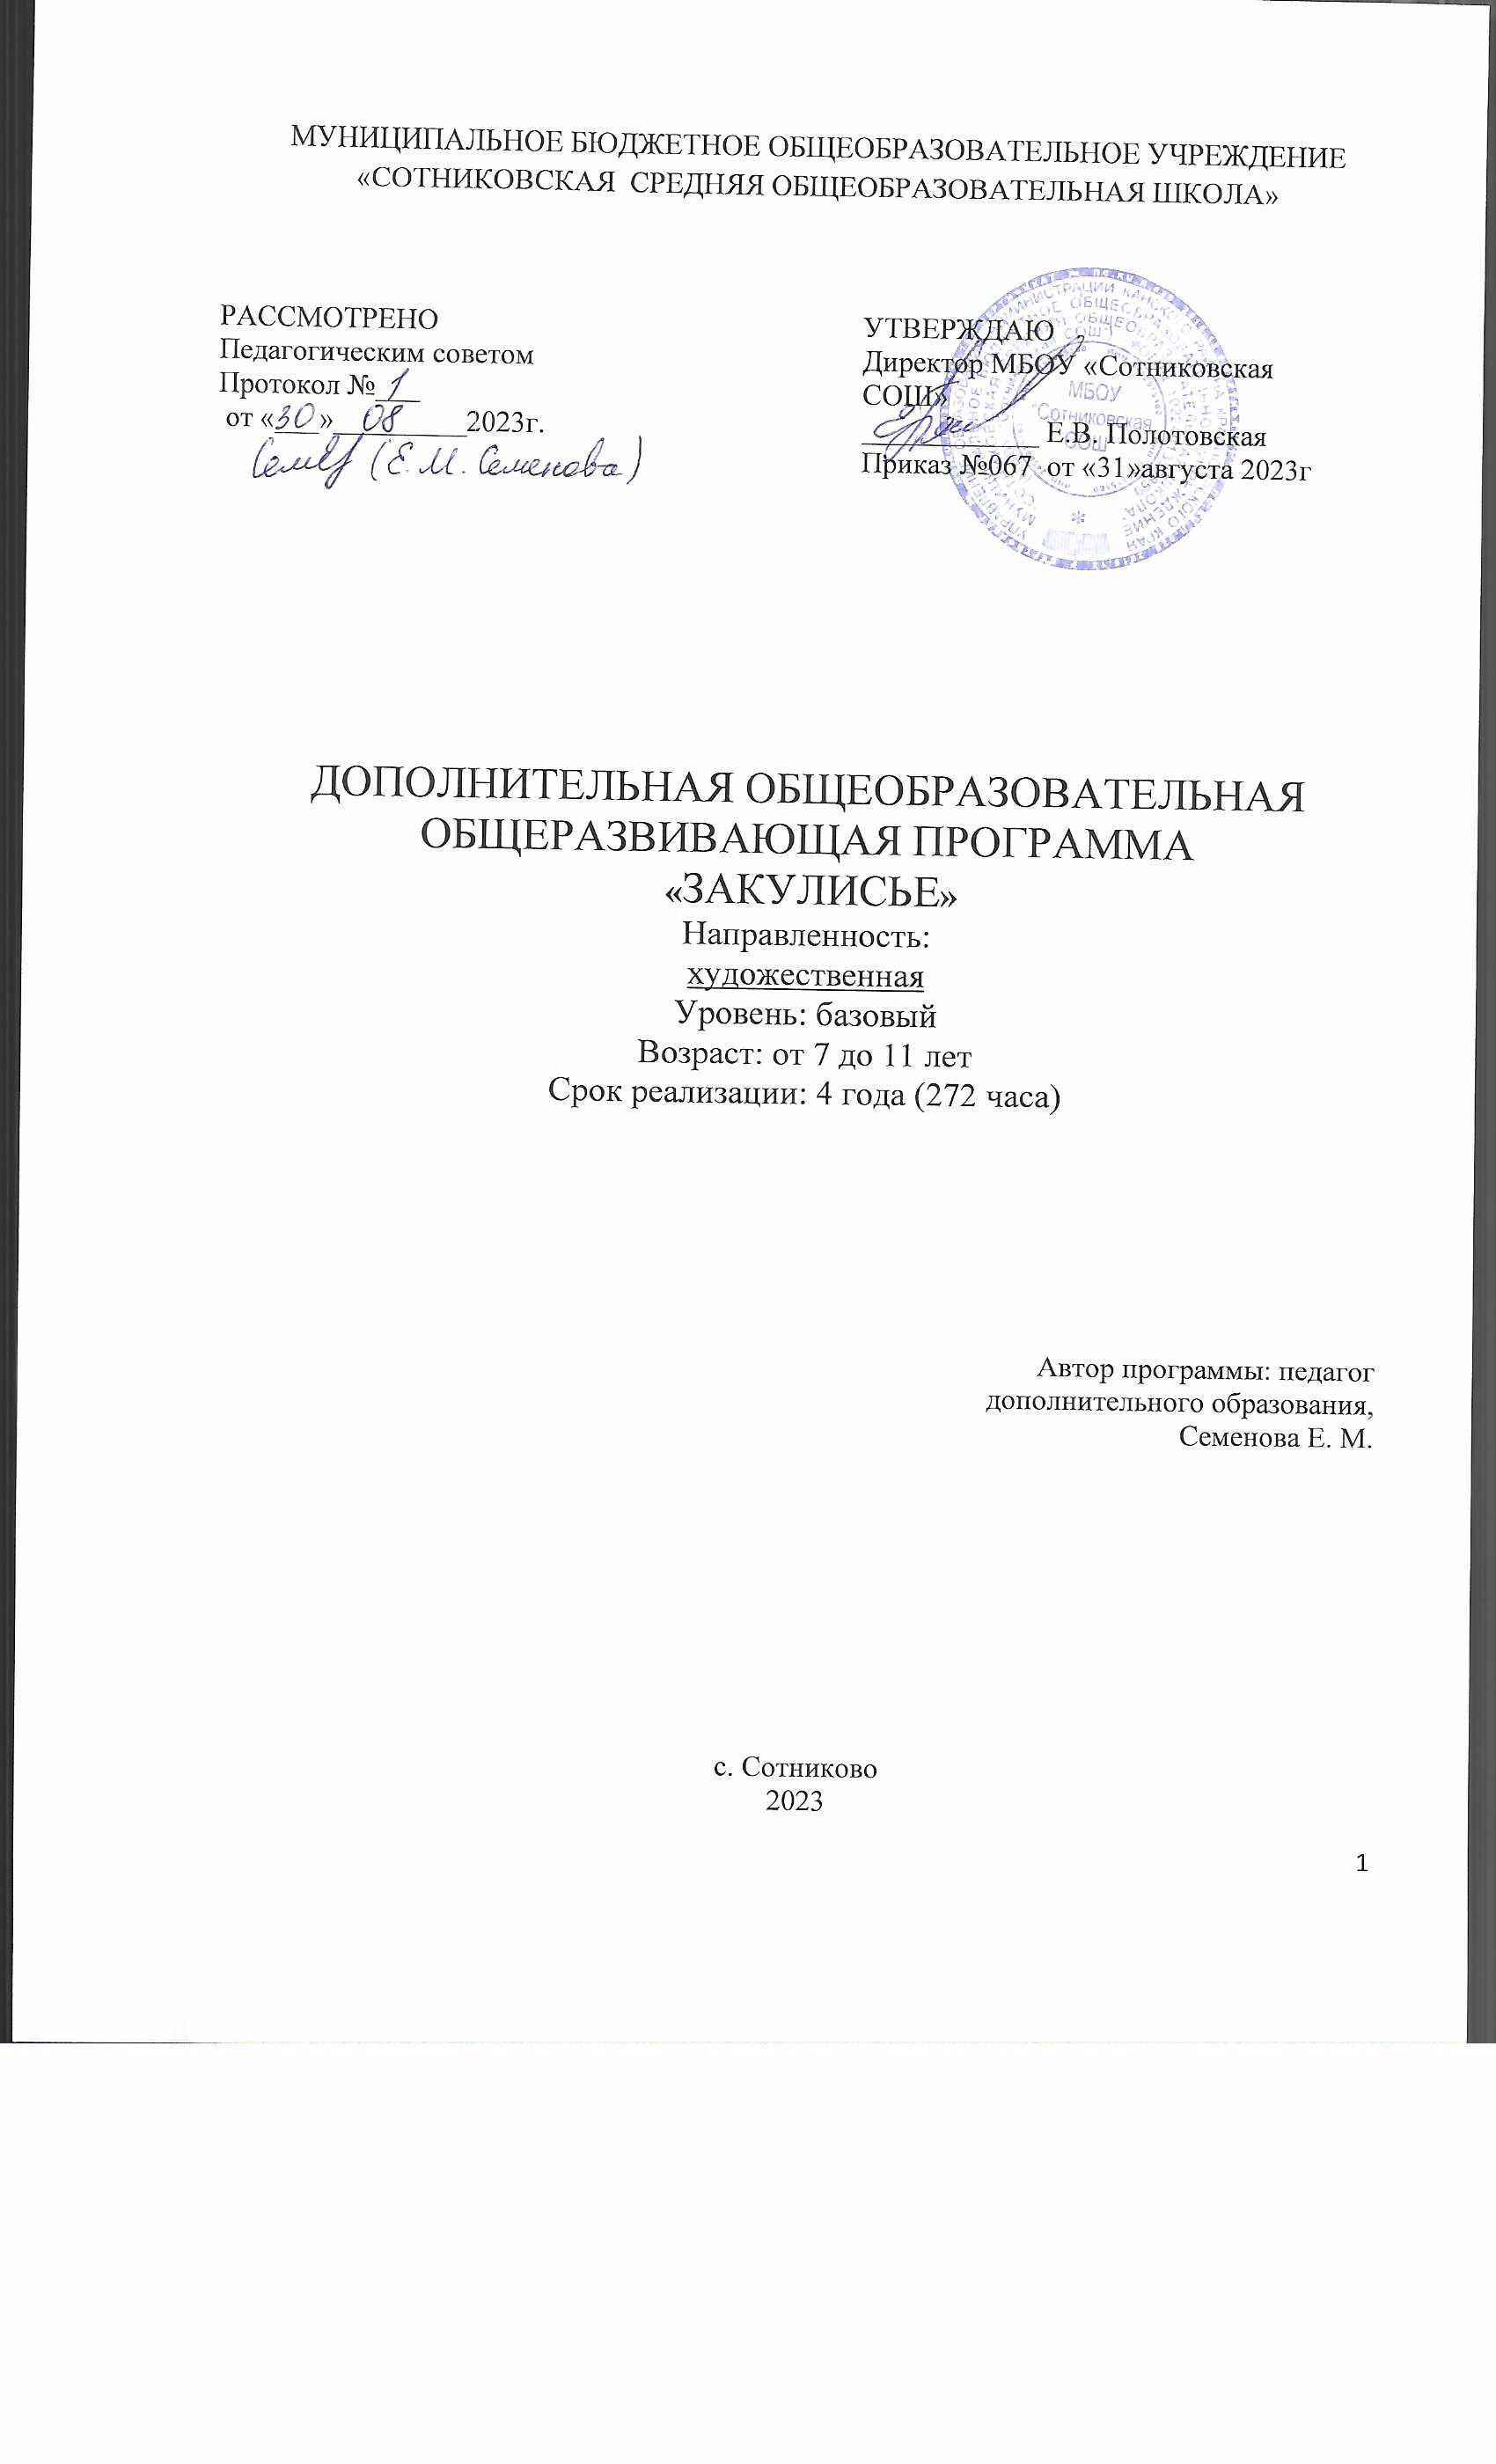 МУНИЦИПАЛЬНОЕ БЮДЖЕТНОЕ ОБЩЕОБРАЗОВАТЕЛЬНОЕ УЧРЕЖДЕНИЕ
«СОТНИКОВСКАЯ СРЕДНЯЯ ОБЩЕОБРАЗОВАТЕЛЬНАЯ ШКОЛА»
РАССМОТРЕНО
Педагогическим советом
Протокол № 1
от «30» 08 2023г.
(Е.М. Семенова)
УТВЕРЖДАЮ
Директор МБОУ «Сотниковская
СОШ»
Е.В. Полотовская
Приказ №067 от «31»августа 2023г
МБОУ
"Сотниковская
СОШ"
ДОПОЛНИТЕЛЬНАЯ ОБЩЕОБРАЗОВАТЕЛЬНАЯ
ОБЩЕРАЗВИВАЮЩАЯ ПРОГРАММА
«ЗАКУЛИСЬЕ»
Направленность:
художественная
Уровень: базовый
Возраст: от 7 до 11 лет
Срок реализации: 4 года (272 часа)
Автор программы: педагог
дополнительного образования,
Семенова Е. М.
с. Сотниково
2023
1